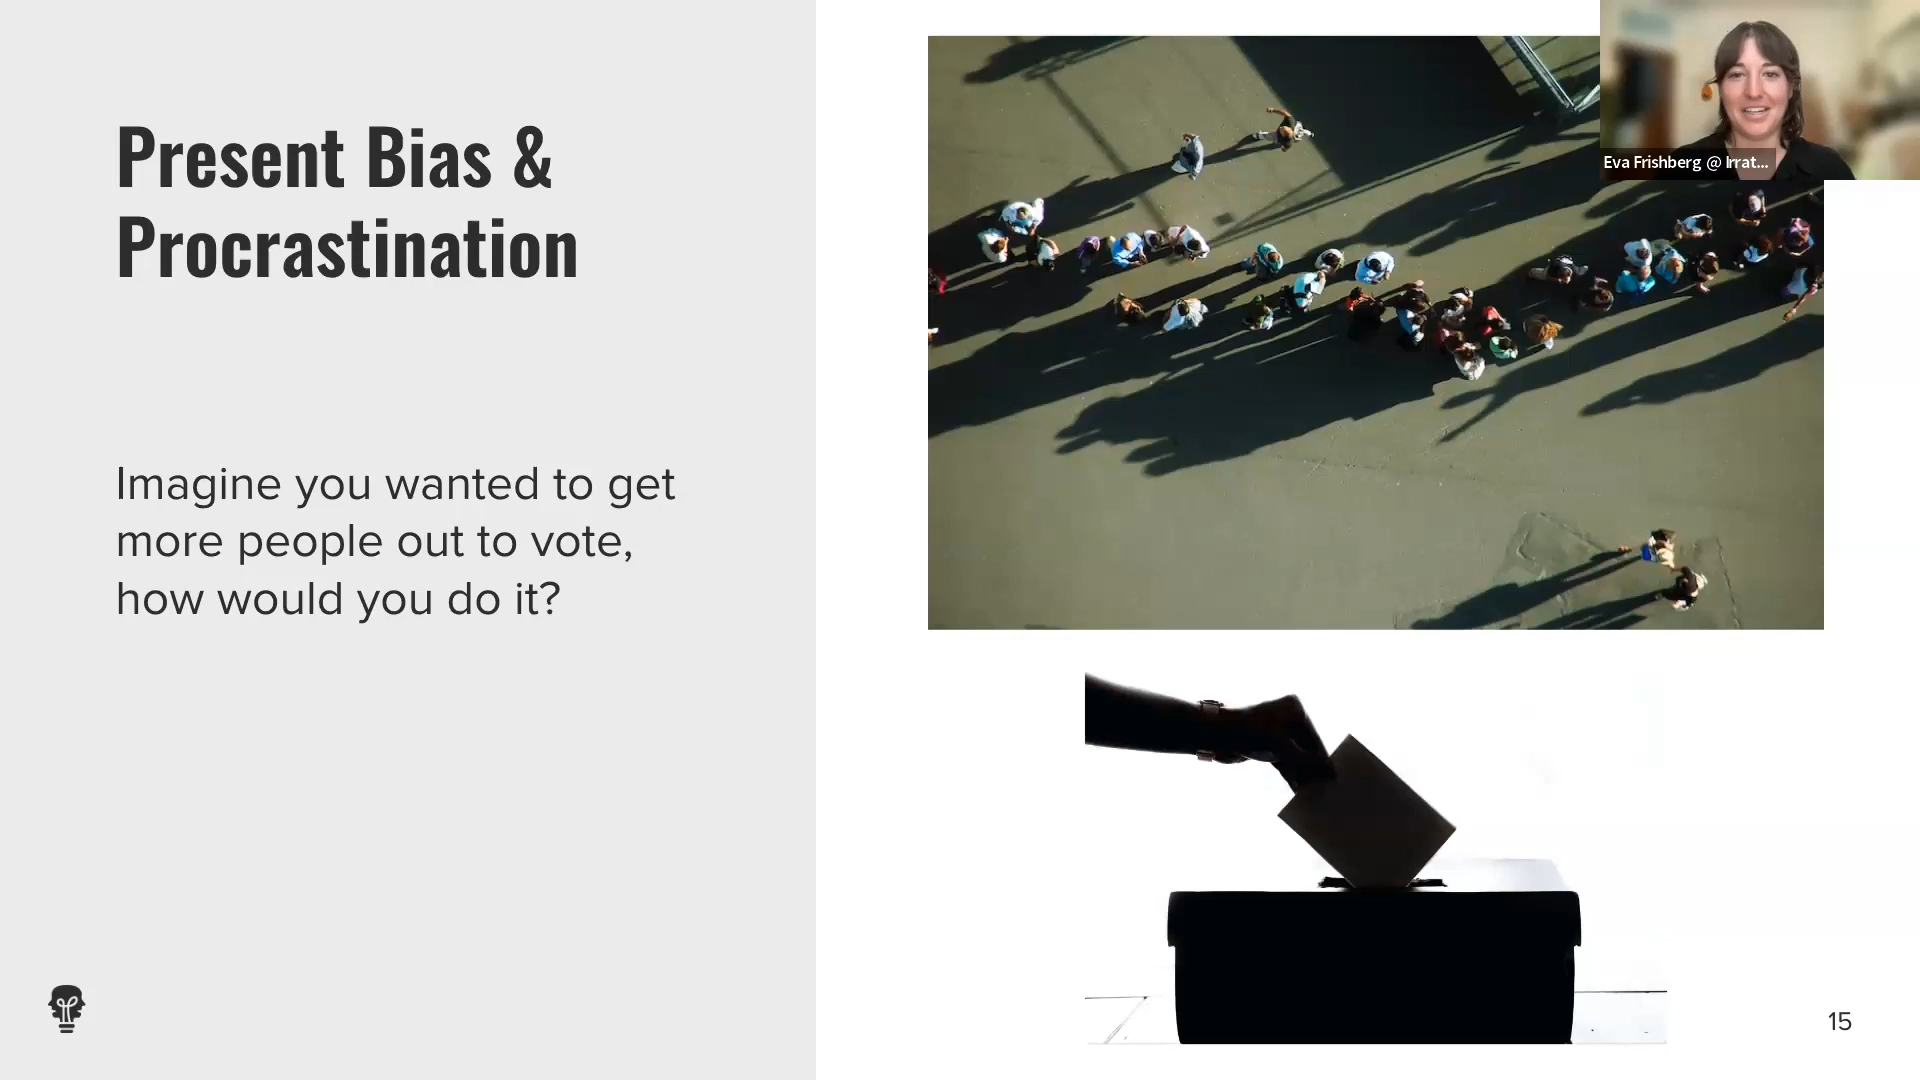 Present Bias &
Procrastination
Imagine you wanted to get
more people out to vote,
how would you do it?
Eva Frishberg @ Irrat...
15